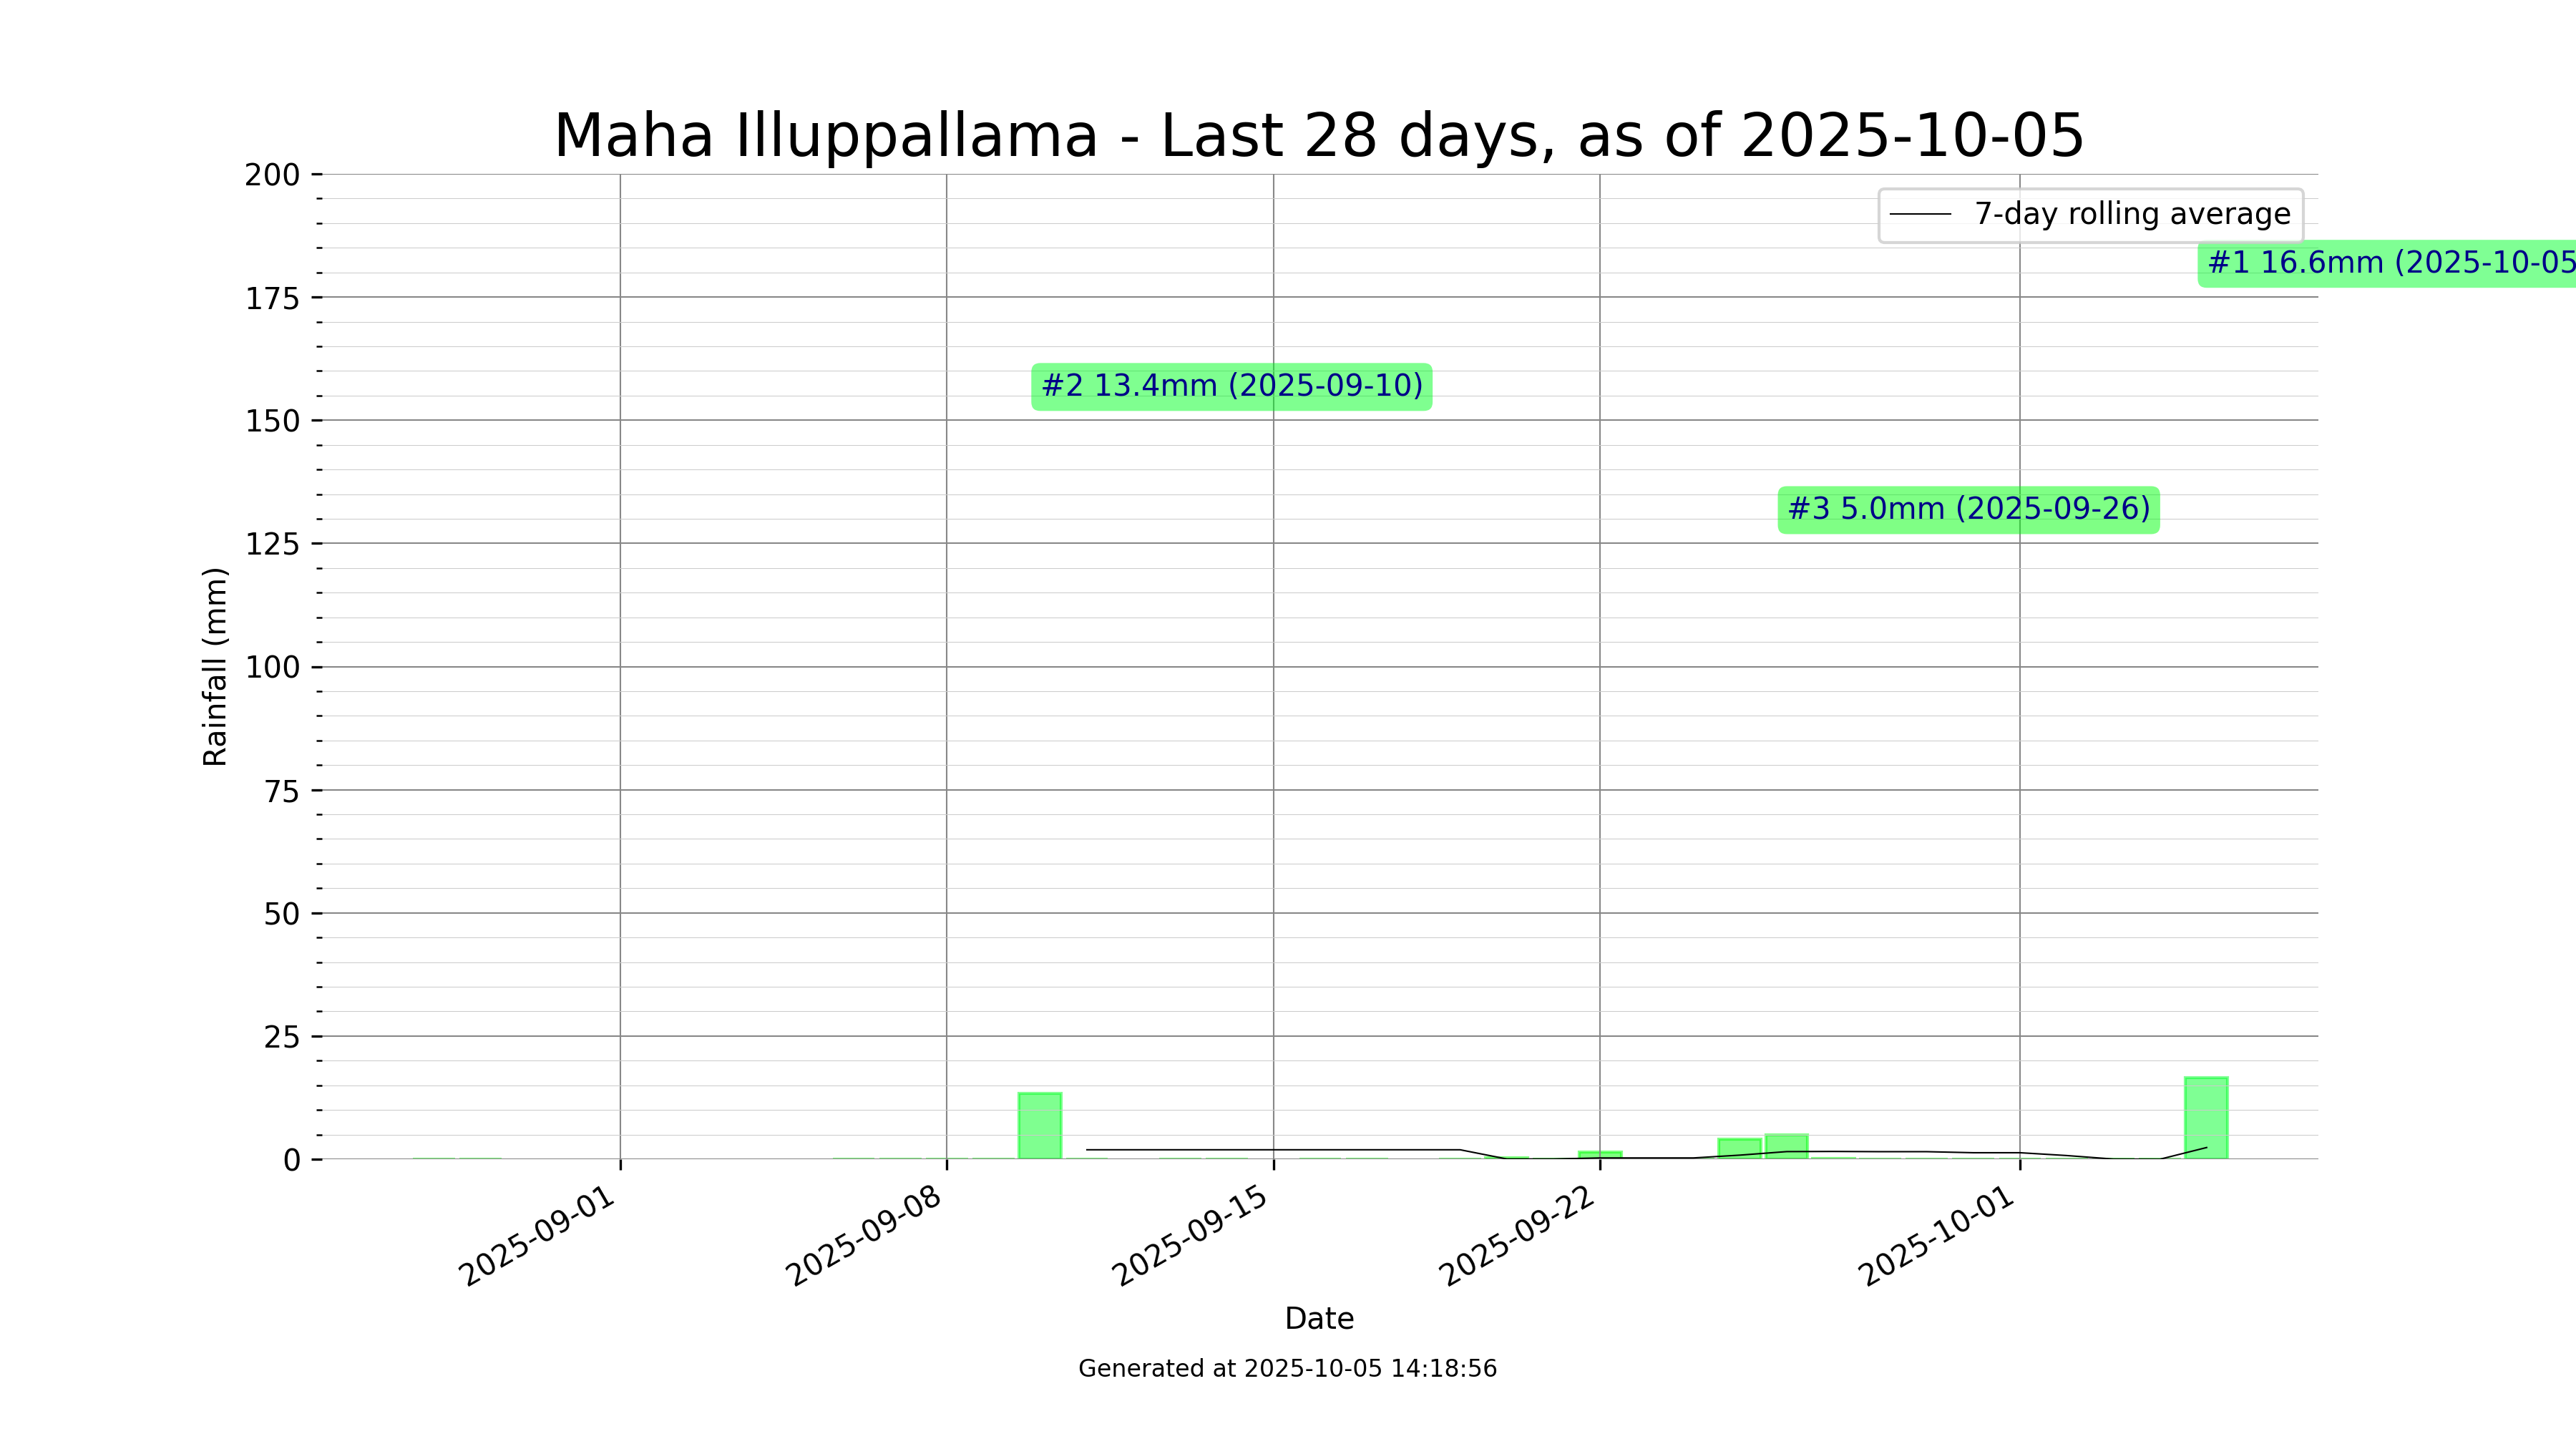 Maha Illuppallama - Last 28 days, as of 2025-10-05
200
175
150
125
100
75
50
25
0
Rainfall (mm)
7-day rolling average
#1 16.6mm (2025-10-05
#2 13.4mm (2025-09-10)
#3 5.0mm (2025-09-26)
2025-09-01
2025-09-08
2025-09-15
2025-09-22
2025-10-01
Date
Generated at 2025-10-05 14:18:56